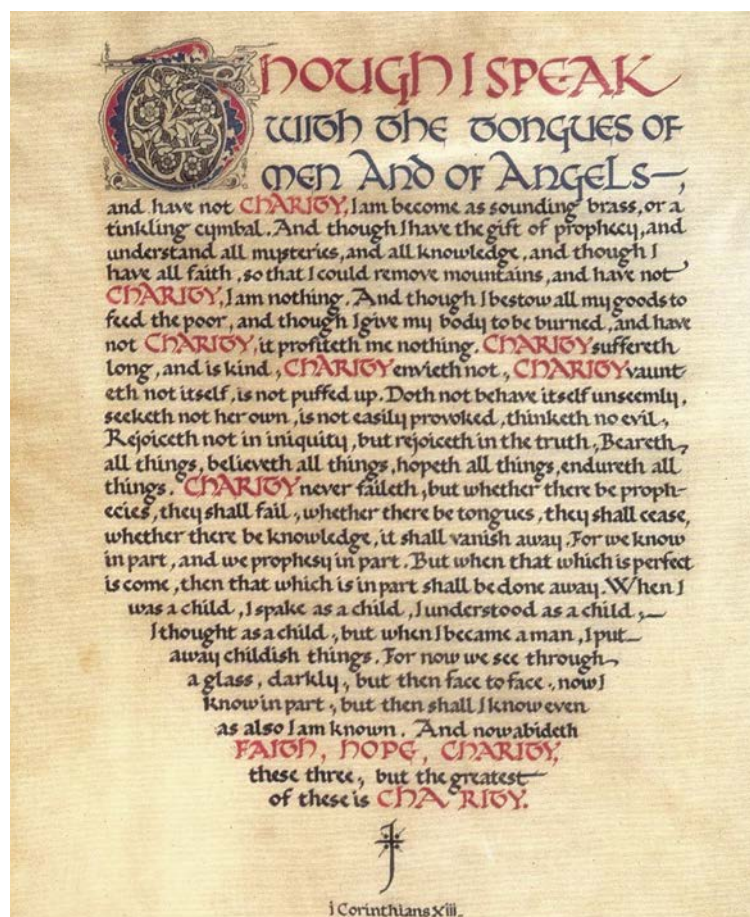 THOUGH I SPEAK
WITH THE TONGUES OF
MEN AND OF ANGELS—,
and have not CHARITY, I am become as sounding brass, or a
tinkling cymbal. And though I have the gift of prophecy, and
understand all mysteries, and all knowledge, and though I
have all faith, so that I could remove mountains, and have not
CHARITY, I am nothing. And though I bestow all my goods to
feed the poor, and though I give my body to be burned, and have
not CHARITY, it profiteth me nothing. CHARITY suffereth
long, and is kind, CHARITY envieth not, CHARITY vaunt
eth not itself, is not puffed up. Doth not behave itself unseemly,
seeketh not her own, is not easily provoked, thinketh no evil,
Rejoiceth not in iniquity, but rejoiceth in the truth, Beareth
all things, believeth all things, hopeth all things, endureth all
things. CHARITY never faileth, but whether there be proph-
ecies, they shall fail, whether there be tongues, they shall cease,
whether there be knowledge, it shall vanish away. For we know
in part, and we prophesy in part. But when that which is perfect
is come, then that which is in part shall be done away. When I
was a child, I spake as a child, I understood as a child,
I thought as a child, but when I became a man, I put
away childish things. For now we see through
a glass, darkly, but then face to face, now I
know in part, but then shall I know even
as also I am known. And now abideth
FAITH, HOPE, CHARITY,
these three, but the greatest
of these is CHARITY.
i Corinthians xiii.